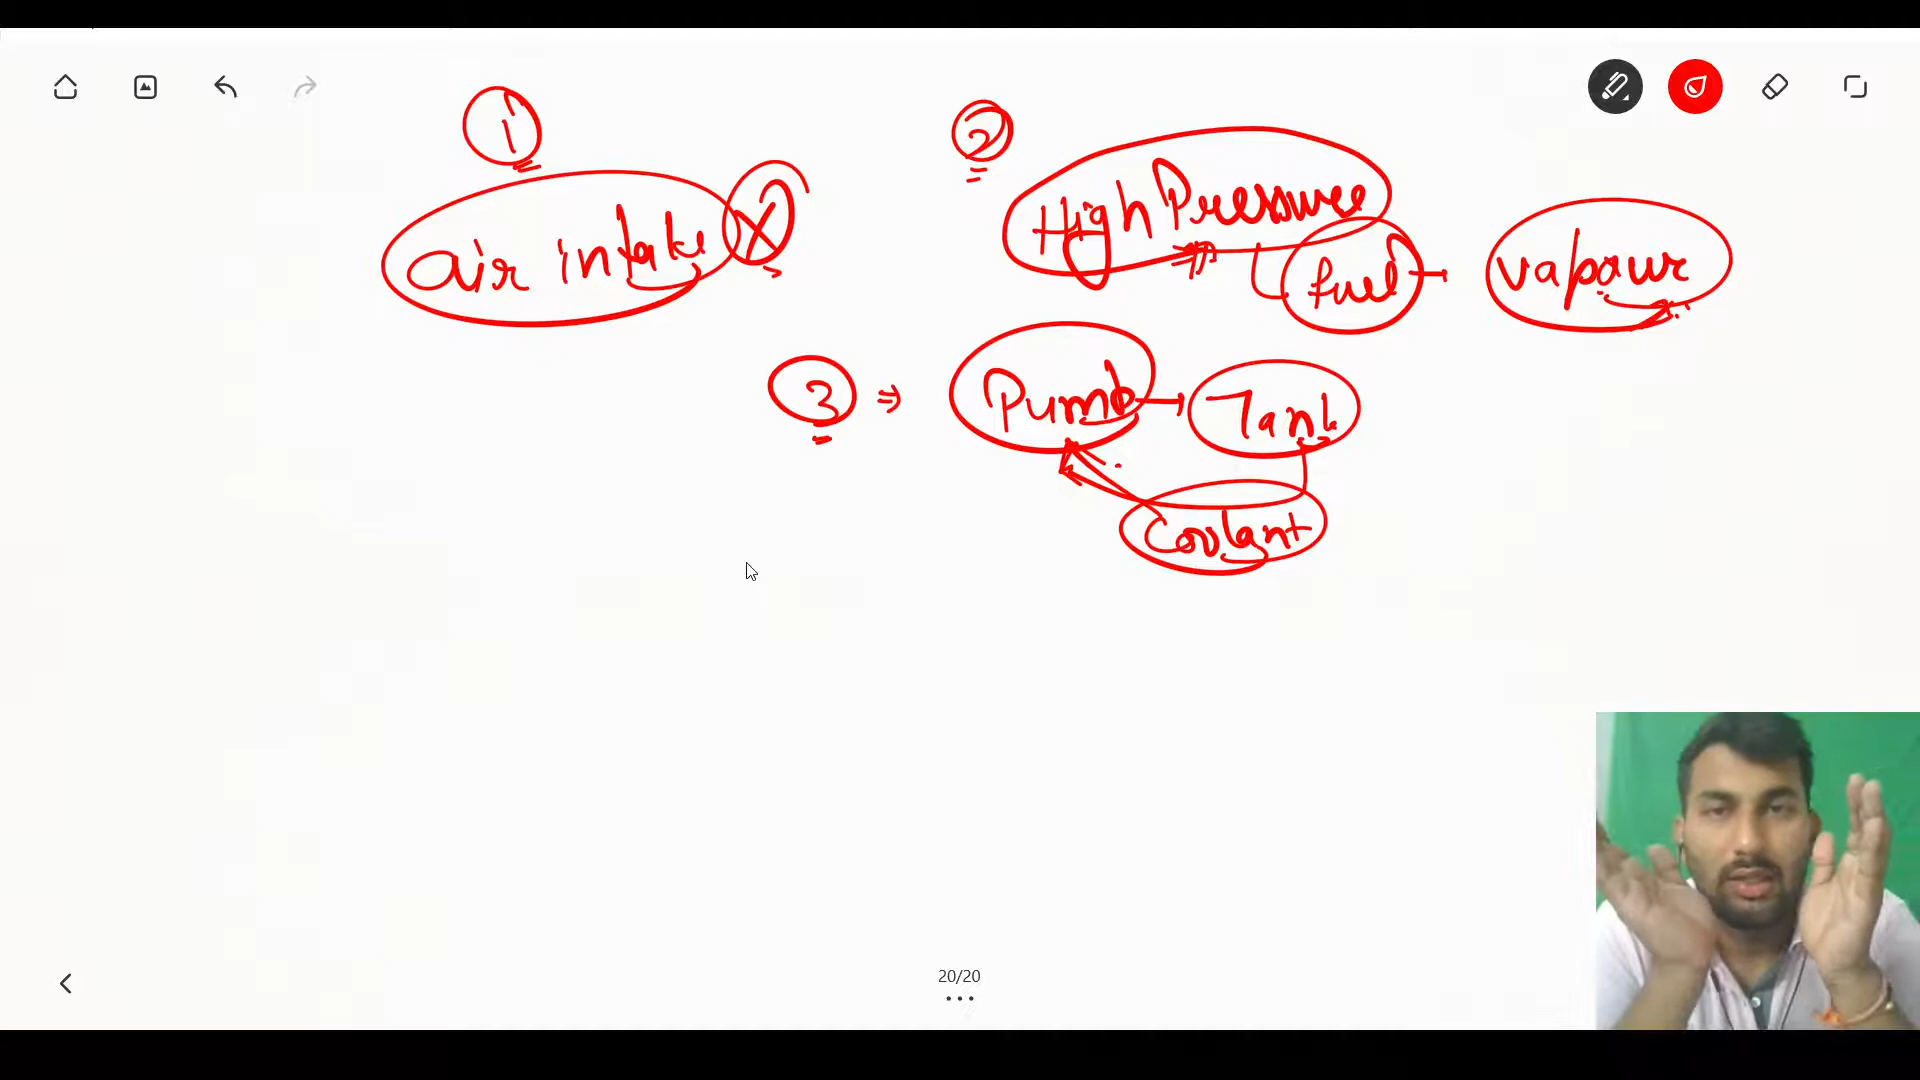 1
air intake X
2
High Pressure
fuel → vapour
3 ⇒ Pump → Tank
Coolant
20/20